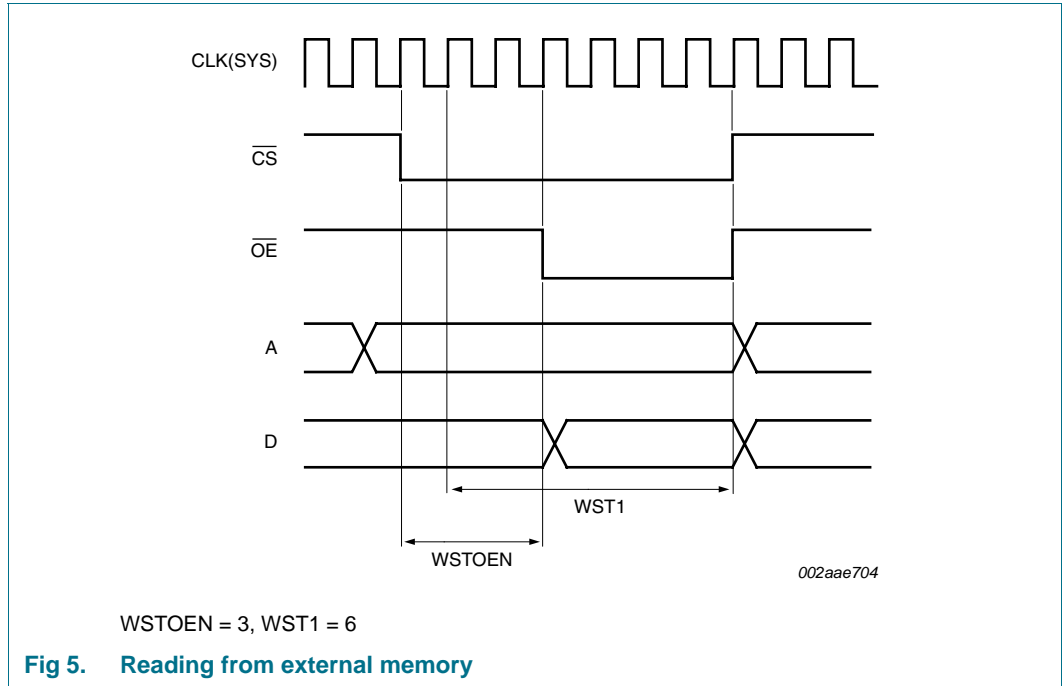 CLK(SYS)
CS
OE
A
D
WST1
WSTOEN
002aae704
WSTOEN = 3, WST1 = 6
Fig 5. Reading from external memory